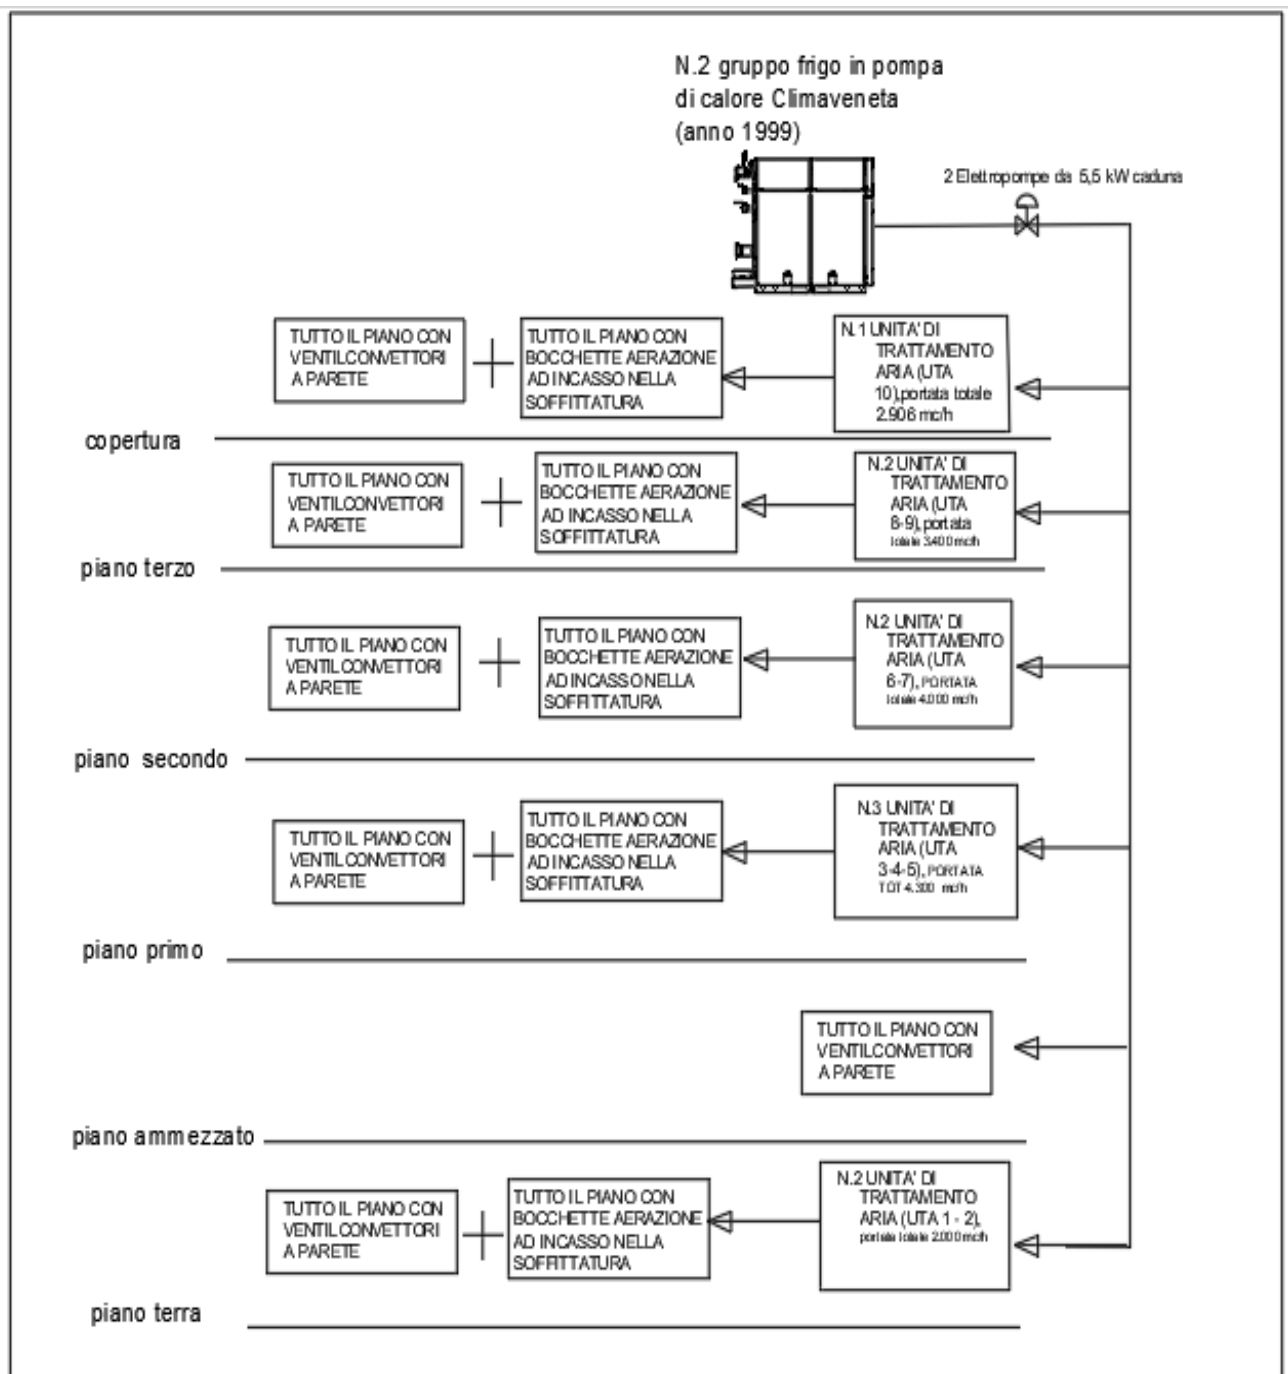 N.2 gruppo frigo in pompa
di calore Climaveneta
(anno 1999)
2 Elettropompe da 5,5 kW caduna
TUTTO IL PIANO CON
VENTILCONVETTORI
A PARETE
TUTTO IL PIANO CON
BOCCHETTE AERAZIONE
AD INCASSO NELLA
SOFFITTATURA
N.1 UNITA' DI
TRATTAMENTO
ARIA (UTA
10),portata totale
2.906 mc/h
copertura
TUTTO IL PIANO CON
VENTILCONVETTORI
A PARETE
TUTTO IL PIANO CON
BOCCHETTE AERAZIONE
AD INCASSO NELLA
SOFFITTATURA
N.2 UNITA' DI
TRATTAMENTO
ARIA (UTA
8-9), portata
totale 3.400 mc/h
piano terzo
TUTTO IL PIANO CON
VENTILCONVETTORI
A PARETE
TUTTO IL PIANO CON
BOCCHETTE AERAZIONE
AD INCASSO NELLA
SOFFITTATURA
N.2 UNITA' DI
TRATTAMENTO
ARIA (UTA
6-7), PORTATA
totale 4.000 mc/h
piano secondo
TUTTO IL PIANO CON
VENTILCONVETTORI
A PARETE
TUTTO IL PIANO CON
BOCCHETTE AERAZIONE
AD INCASSO NELLA
SOFFITTATURA
N.3 UNITA' DI
TRATTAMENTO
ARIA (UTA
3-4-5), PORTATA
TOT 4.300 mc/h
piano primo
TUTTO IL PIANO CON
VENTILCONVETTORI
A PARETE
piano ammezzato
TUTTO IL PIANO CON
VENTILCONVETTORI
A PARETE
TUTTO IL PIANO CON
BOCCHETTE AERAZIONE
AD INCASSO NELLA
SOFFITTATURA
N.2 UNITA' DI
TRATTAMENTO
ARIA (UTA 1 - 2),
portata totale 2.000 mc/h
piano terra